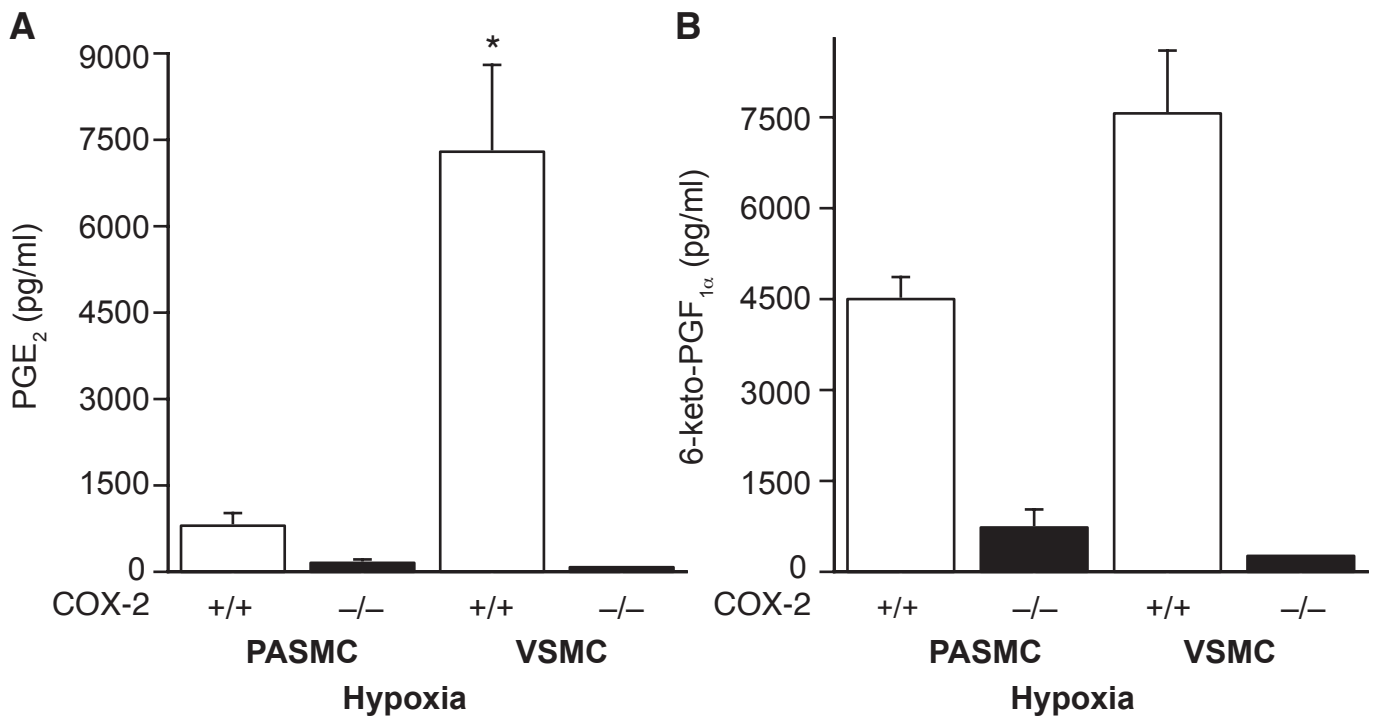 A
PGE2 (pg/ml)
9000
7500
6000
4500
3000
1500
0
*
COX-2 +/+ –/– +/+ –/–
PASMC VSMC
Hypoxia
B
6-keto-PGF1α (pg/ml)
7500
6000
4500
3000
1500
0
COX-2 +/+ –/– +/+ –/–
PASMC VSMC
Hypoxia